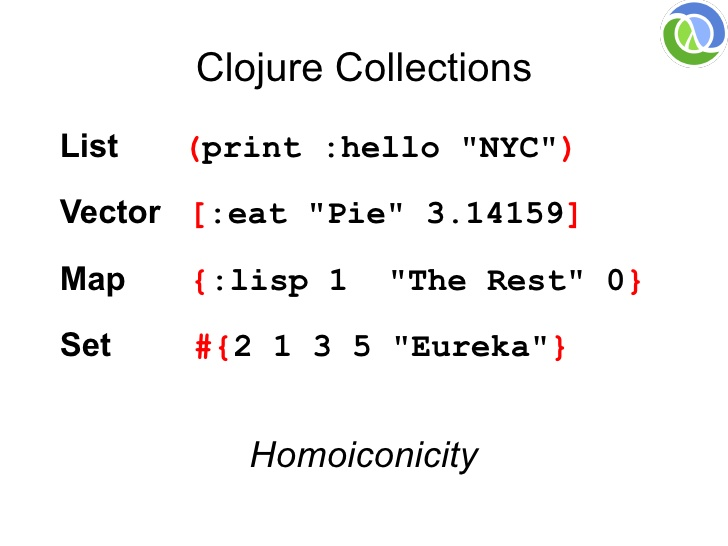 Clojure Collections
List (print :hello "NYC")
Vector [:eat "Pie" 3.14159]
Map {:lisp 1 "The Rest" 0}
Set #{2 1 3 5 "Eureka"}
Homoiconicity